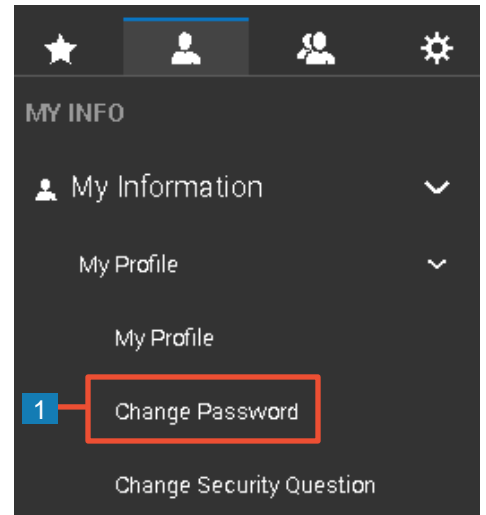 MY INFO
My Information
My Profile
My Profile
1 Change Password
Change Security Question